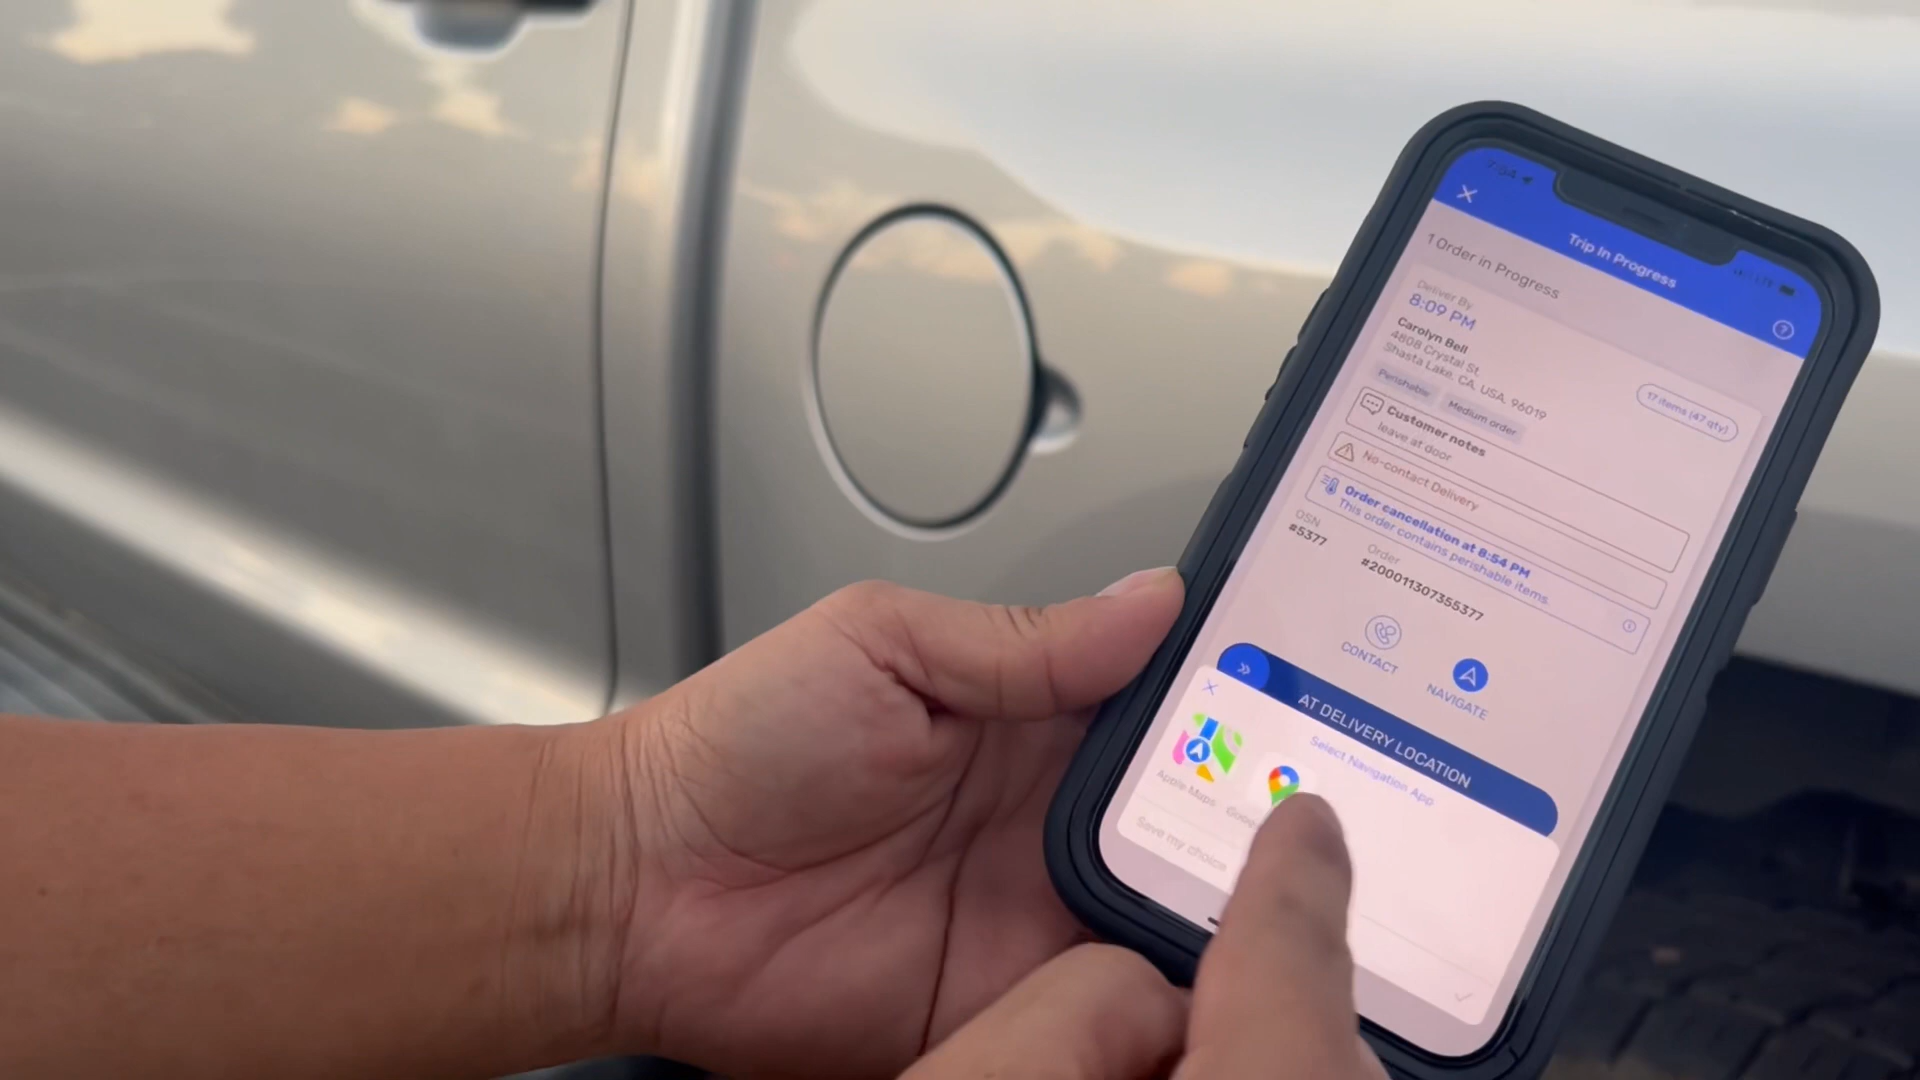 7:54
Trip In Progress
LTE
1 Order in Progress
Deliver By
8:09 PM
Carolyn Bell
4808 Crystal St
Shasta Lake, CA, USA, 96019
17 items (47 qty)
Perishable
Medium order
Customer notes
leave at door
No-contact Delivery
Order cancellation at 8:54 PM
This order contains perishable items.
OSN
#5377
Order
#200011307355377
CONTACT
NAVIGATE
AT DELIVERY LOCATION
Select Navigation App
Apple Maps
Save my choice